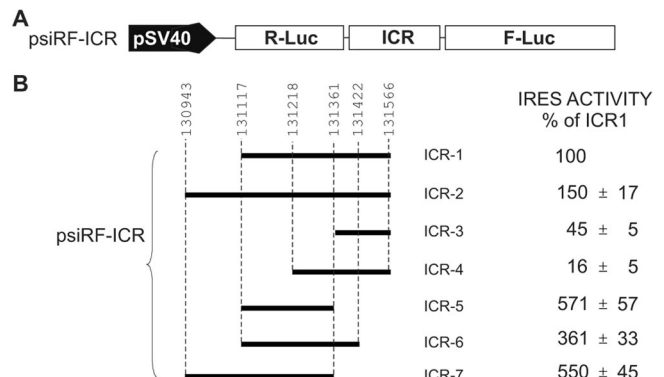 A
psiRF-ICR pSV40 R-Luc ICR F-Luc
B
130943 131117 131218 131361 131422 131566
IRES ACTIVITY
% of ICR1
psiRF-ICR
ICR-1 100
ICR-2 150 ± 17
ICR-3 45 ± 5
ICR-4 16 ± 5
ICR-5 571 ± 57
ICR-6 361 ± 33
ICR-7 550 ± 45